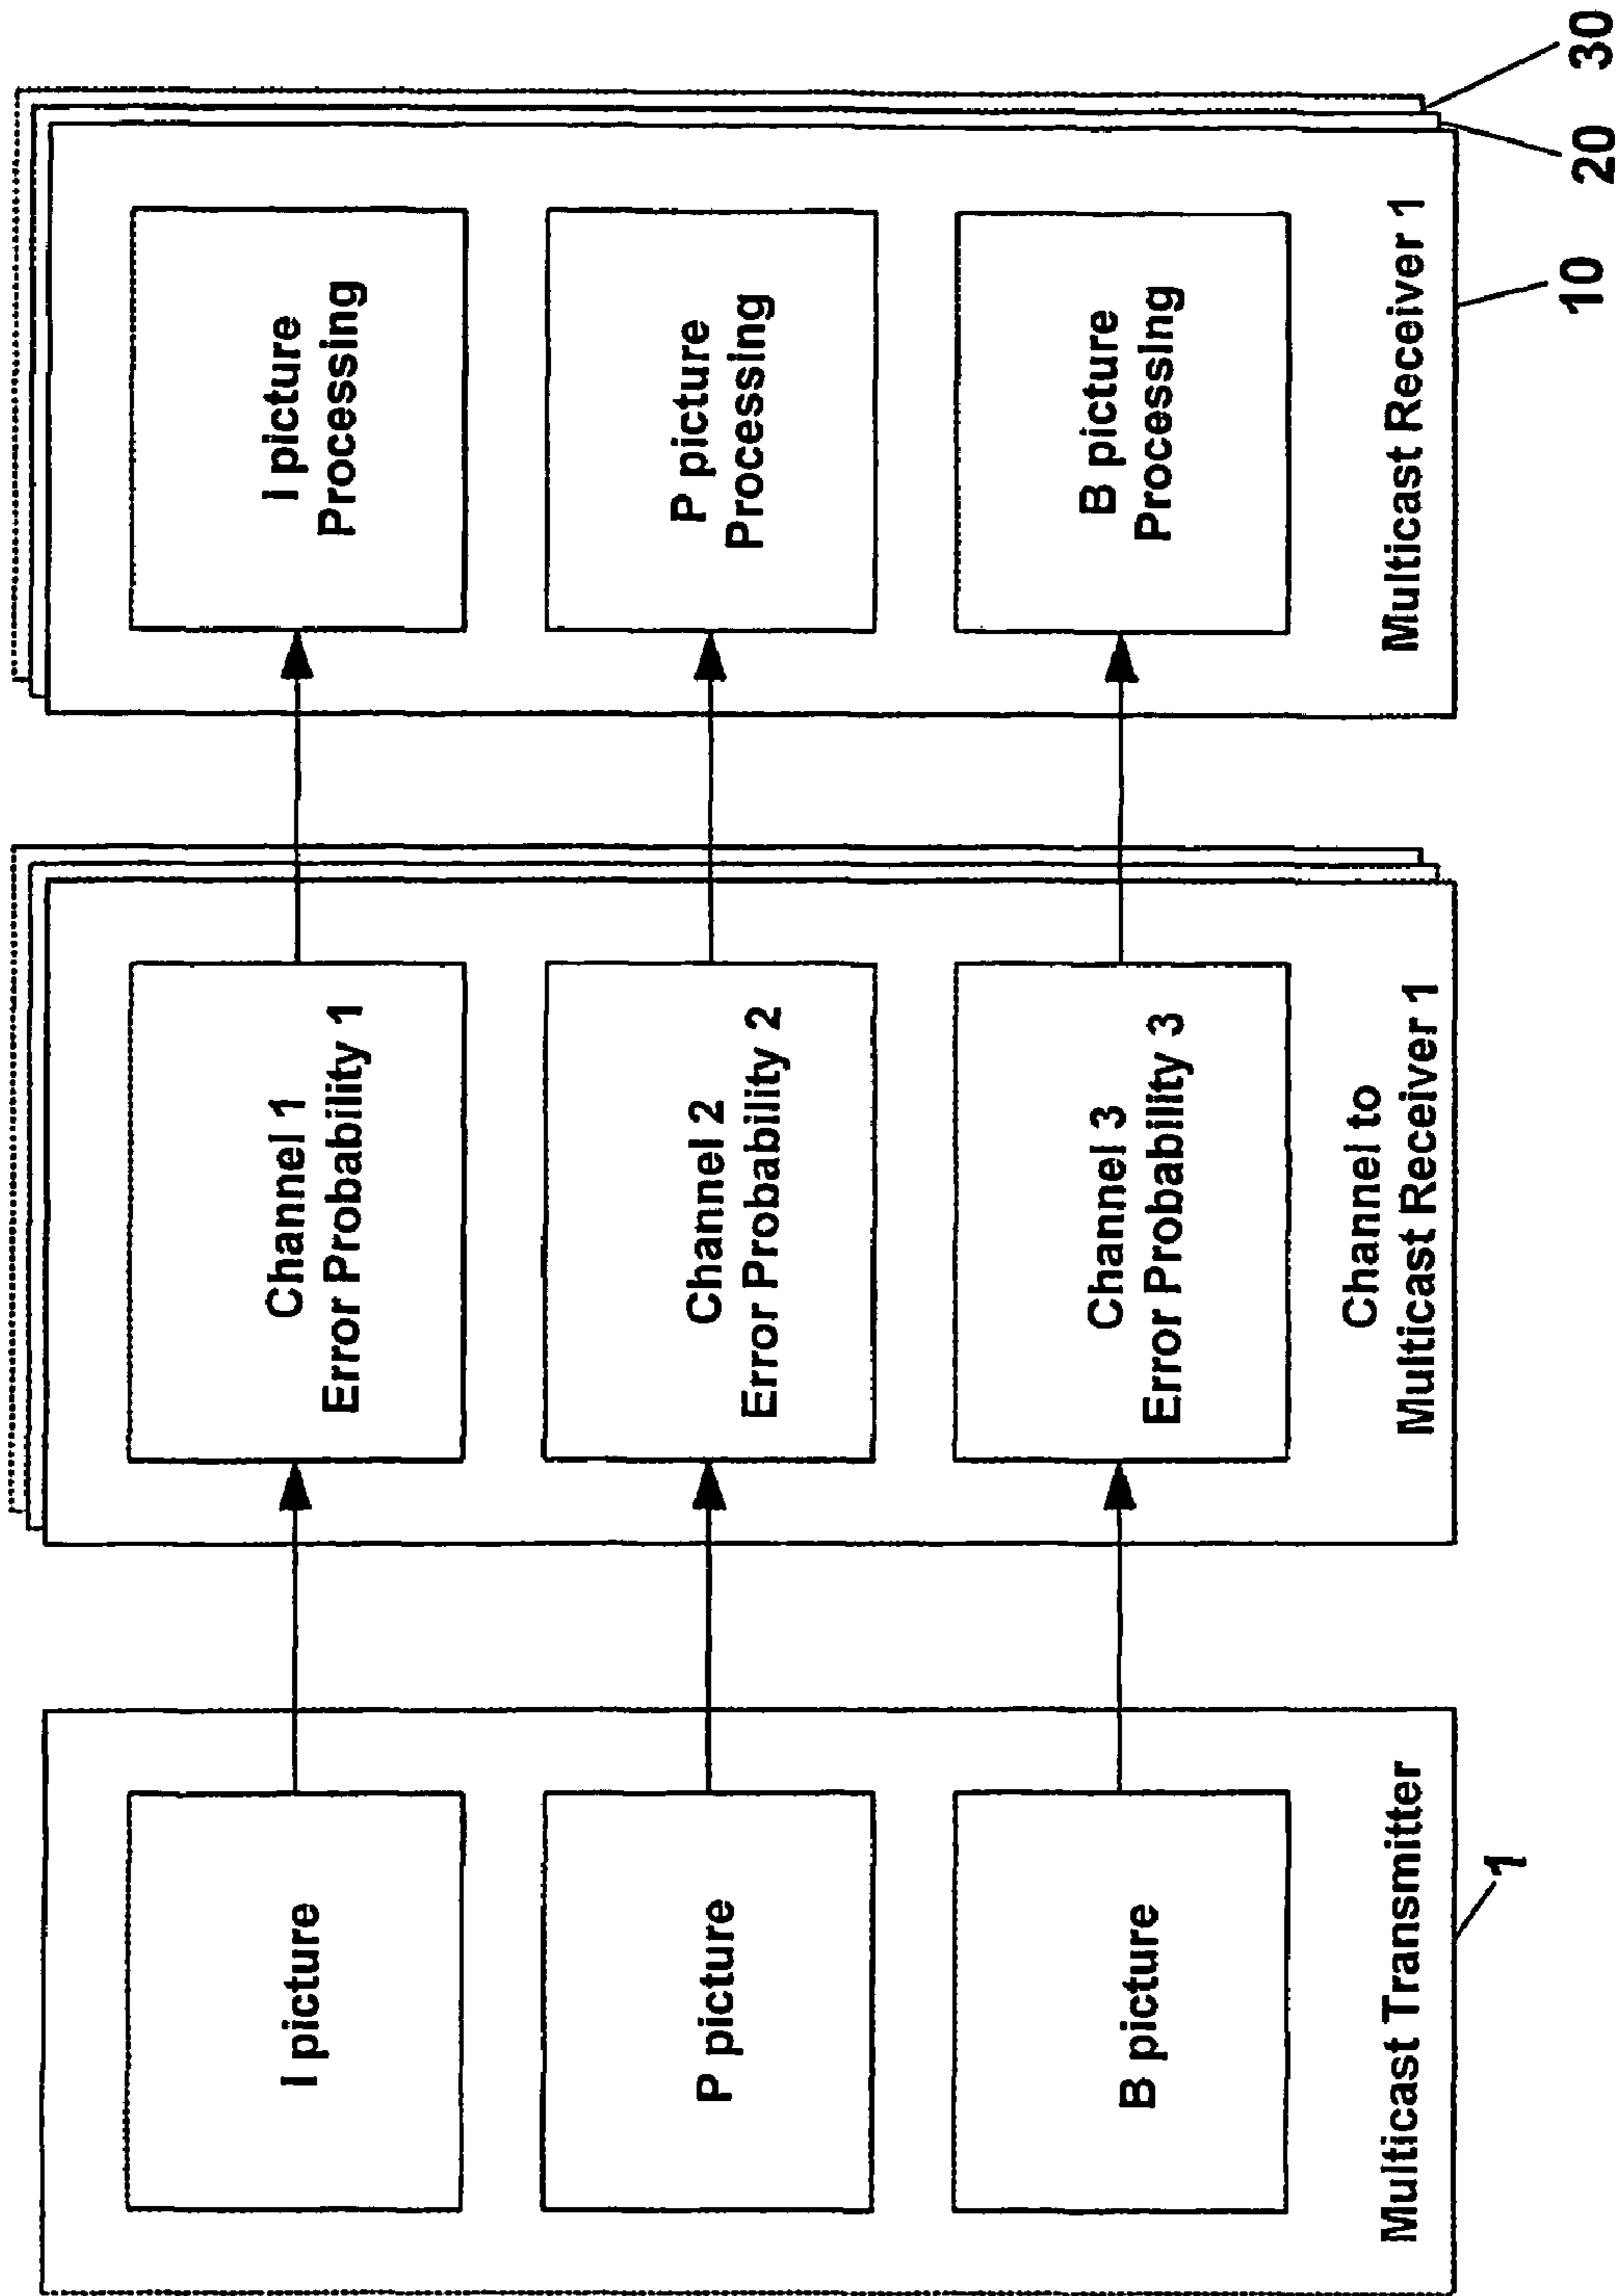 I picture
P picture
B picture
Multicast Transmitter
1
Channel 1
Error Probability 1
Channel 2
Error Probability 2
Channel 3
Error Probability 3
Channel to
Multicast Receiver 1
I picture
Processing
P picture
Processing
B picture
Processing
Multicast Receiver 1
10
20
30